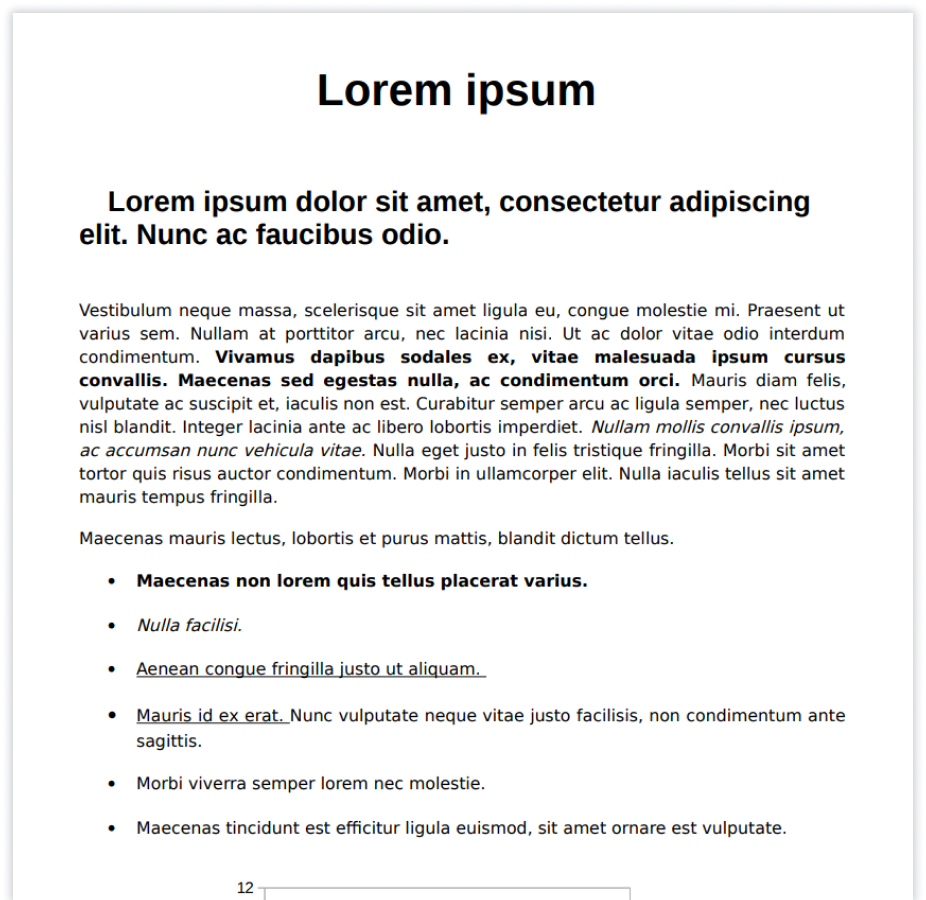 Lorem ipsum
Lorem ipsum dolor sit amet, consectetur adipiscing
elit. Nunc ac faucibus odio.
Vestibulum neque massa, scelerisque sit amet ligula eu, congue molestie mi. Praesent ut
varius sem. Nullam at porttitor arcu, nec lacinia nisi. Ut ac dolor vitae odio interdum
condimentum. Vivamus dapibus sodales ex, vitae malesuada ipsum cursus
convallis. Maecenas sed egestas nulla, ac condimentum orci. Mauris diam felis,
vulputate ac suscipit et, iaculis non est. Curabitur semper arcu ac ligula semper, nec luctus
nisl blandit. Integer lacinia ante ac libero lobortis imperdiet. Nullam mollis convallis ipsum,
ac accumsan nunc vehicula vitae. Nulla eget justo in felis tristique fringilla. Morbi sit amet
tortor quis risus auctor condimentum. Morbi in ullamcorper elit. Nulla iaculis tellus sit amet
mauris tempus fringilla.
Maecenas mauris lectus, lobortis et purus mattis, blandit dictum tellus.
• Maecenas non lorem quis tellus placerat varius.
• Nulla facilisi.
• Aenean congue fringilla justo ut aliquam.
• Mauris id ex erat. Nunc vulputate neque vitae justo facilisis, non condimentum ante
sagittis.
• Morbi viverra semper lorem nec molestie.
• Maecenas tincidunt est efficitur ligula euismod, sit amet ornare est vulputate.
12